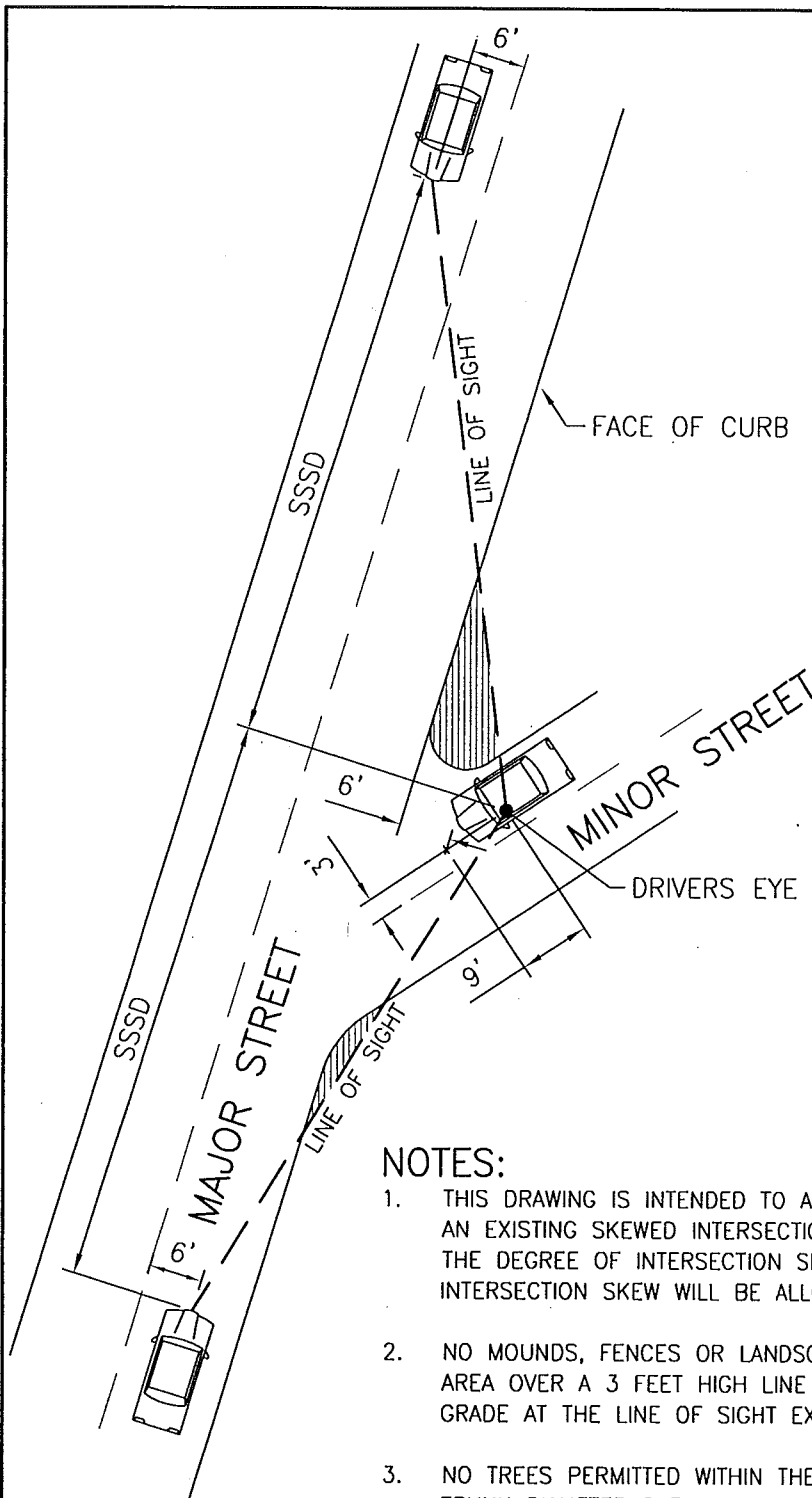 6'
LINE OF SIGHT
FACE OF CURB
SSSD
MINOR STREET
6'
3'
DRIVERS EYE
9'
SSSD
MAJOR STREET
LINE OF SIGHT
6'
NOTES:
1. THIS DRAWING IS INTENDED TO A
AN EXISTING SKEWED INTERSECTIO
THE DEGREE OF INTERSECTION S
INTERSECTION SKEW WILL BE ALL
2. NO MOUNDS, FENCES OR LANDSC
AREA OVER A 3 FEET HIGH LINE
GRADE AT THE LINE OF SIGHT EX
3. NO TREES PERMITTED WITHIN THE